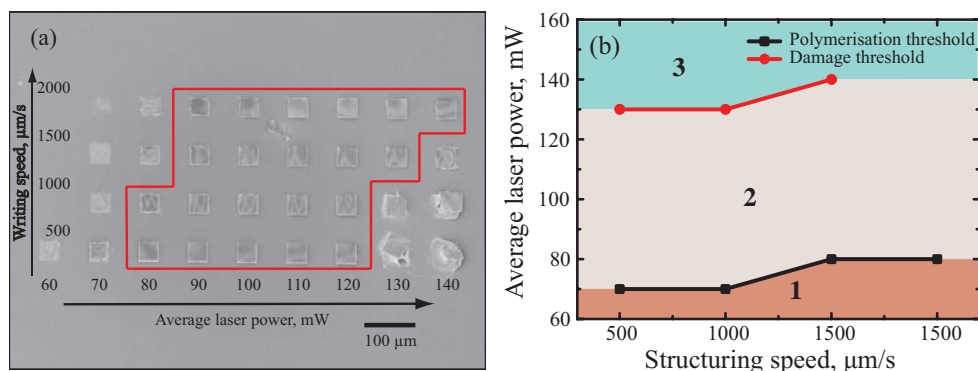 (a)
Writing speed, μm/s
2000
1500
1000
500
60 70 80 90 100 110 120 130 140
Average laser power, mW
100 μm
(b)
Average laser power, mW
160
140
120
100
80
60
Polymerisation threshold
Damage threshold
3
2
1
500 1000 1500 1500
Structuring speed, μm/s